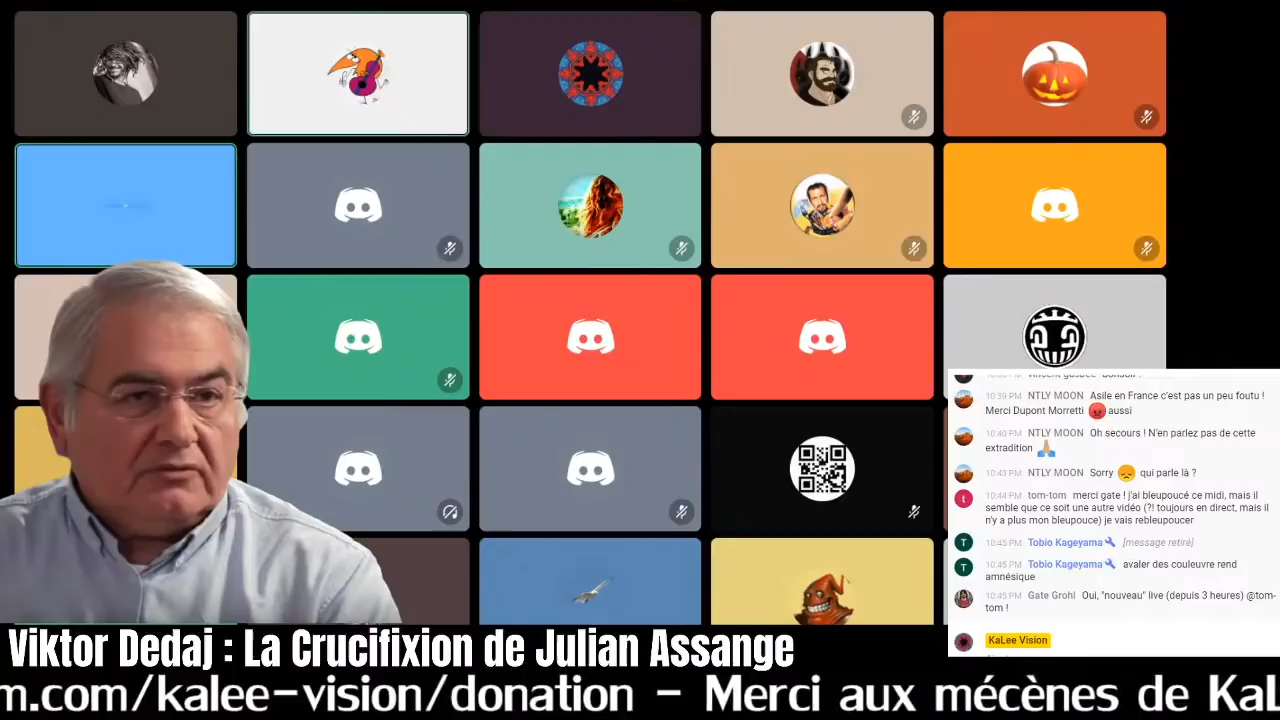 10:39 PM NTLY MOON Asile en France c'est pas un peu foutu !
Merci Dupont Morretti 😡 aussi
10:40 PM NTLY MOON Oh secours ! N'en parlez pas de cette
extradition 🙏
10:43 PM NTLY MOON Sorry 😞 qui parle là ?
t
10:44 PM tom-tom merci gate ! j'ai bleupoucé ce midi, mais il
semble que ce soit une autre vidéo (?! toujours en direct, mais il
n'y a plus mon bleupouce) je vais rebleupoucer
T
10:45 PM Tobio Kageyama [message retiré]
T
10:45 PM Tobio Kageyama avaler des couleuvre rend
amnésique
10:45 PM Gate Grohl Oui, "nouveau" live (depuis 3 heures) @tom-
tom !
KaLee Vision
Viktor Dedaj : La Crucifixion de Julian Assange
m.com/kalee-vision/donation - Merci aux mécènes de KaL